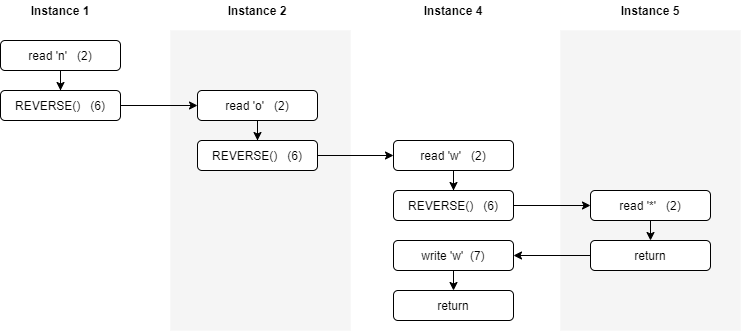 Instance 1
Instance 2
Instance 4
Instance 5
read 'n' (2)
REVERSE() (6)
read 'o' (2)
REVERSE() (6)
read 'w' (2)
REVERSE() (6)
read '*' (2)
write 'w' (7)
return
return